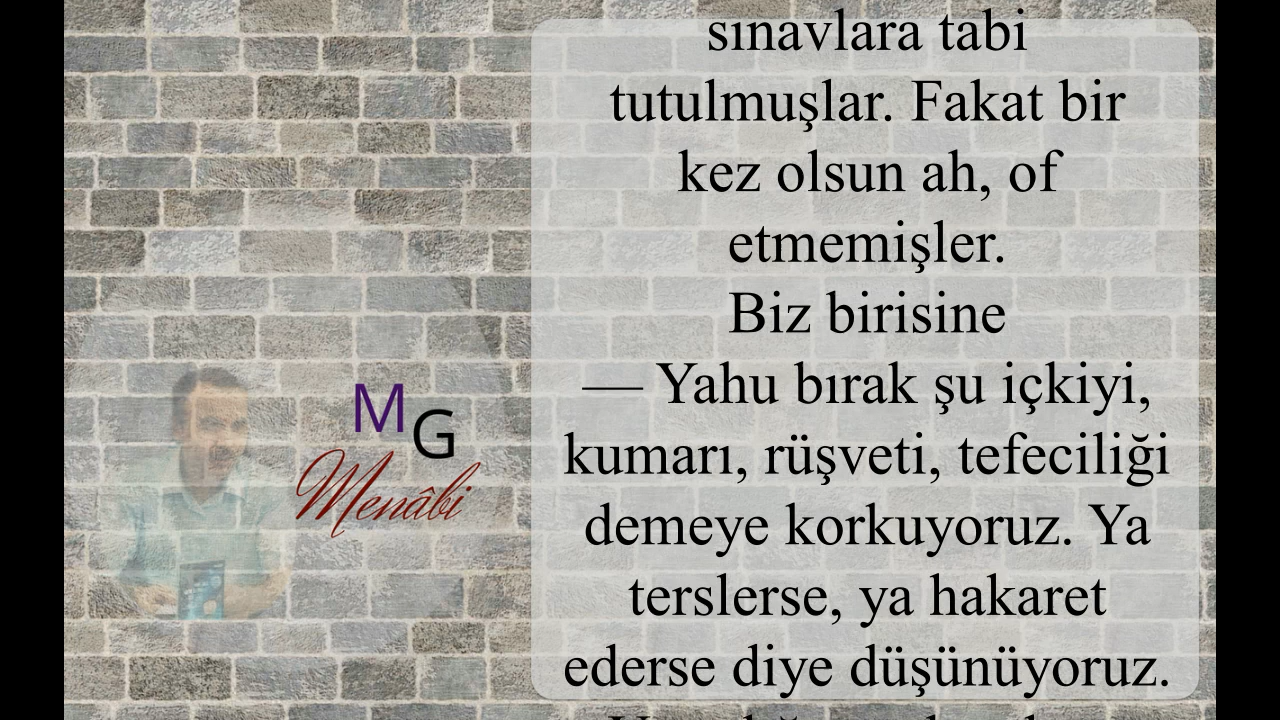 M
G
Menâbi
sınavlara tabi
tutulmuşlar. Fakat bir
kez olsun ah, of
etmemişler.
Biz birisine
— Yahu bırak şu içkiyi,
kumarı, rüşveti, tefeciliği
demeye korkuyoruz. Ya
terslerse, ya hakaret
ederse diye düşünüyoruz.